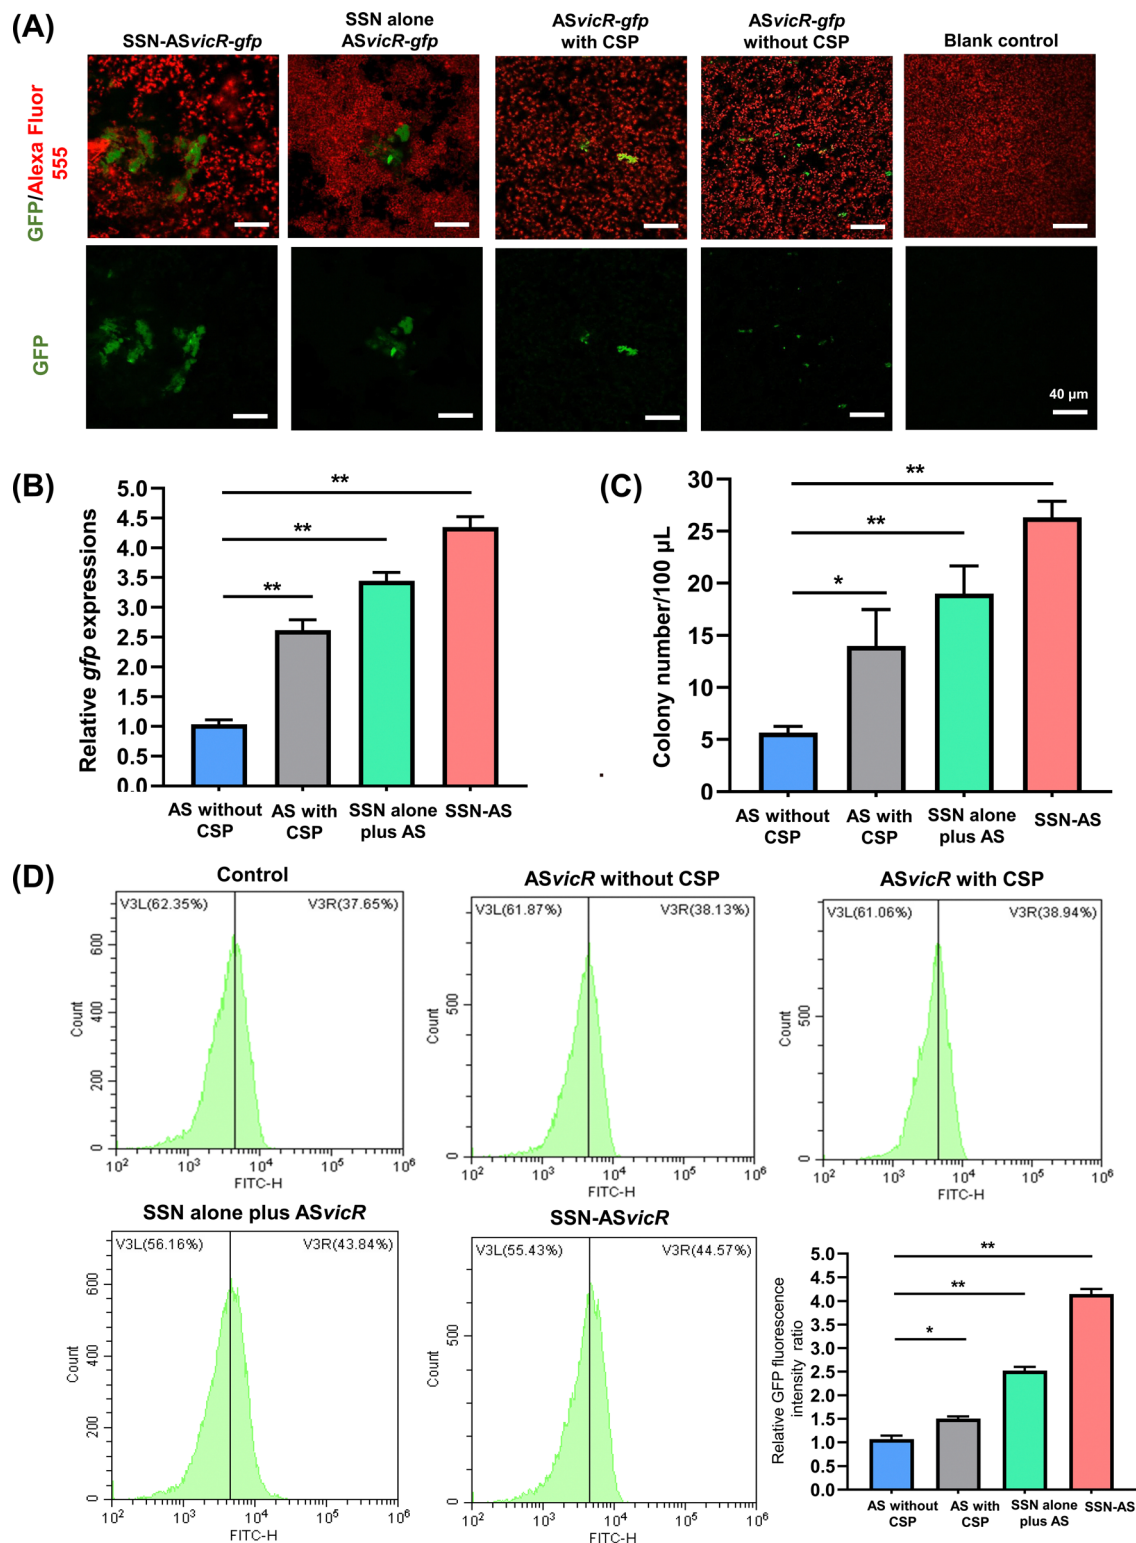 (A)
SSN-ASvicR-gfp
SSN alone
ASvicR-gfp
ASvicR-gfp
with CSP
ASvicR-gfp
without CSP
Blank control
GFP/Alexa Fluor
555
GFP
40 µm
(B)
Relative gfp expressions
5.0
4.5
4.0
3.5
3.0
2.5
2.0
1.5
1.0
0.5
0.0
**
**
**
AS without
CSP
AS with
CSP
SSN alone
plus AS
SSN-AS
(C)
Colony number/100 µL
30
25
20
15
10
5
0
**
**
*
AS without
CSP
AS with
CSP
SSN alone
plus AS
SSN-AS
(D)
Control
V3L(62.35%)
V3R(37.65%)
Count
600
400
200
0
10² 10³ 10⁴ 10⁵ 10⁶
FITC-H
ASvicR without CSP
V3L(61.87%)
V3R(38.13%)
Count
500
0
10² 10³ 10⁴ 10⁵ 10⁶
FITC-H
ASvicR with CSP
V3L(61.06%)
V3R(38.94%)
Count
500
0
10² 10³ 10⁴ 10⁵ 10⁶
FITC-H
SSN alone plus ASvicR
V3L(56.16%)
V3R(43.84%)
Count
600
400
200
0
10² 10³ 10⁴ 10⁵ 10⁶
FITC-H
SSN-ASvicR
V3L(55.43%)
V3R(44.57%)
Count
500
0
10² 10³ 10⁴ 10⁵ 10⁶
FITC-H
Relative GFP fluorescence
intensity ratio
5.0
4.5
4.0
3.5
2.5
1.5
1.0
0.5
0.0
**
**
*
AS without
CSP
AS with
CSP
SSN alone
plus AS
SSN-AS